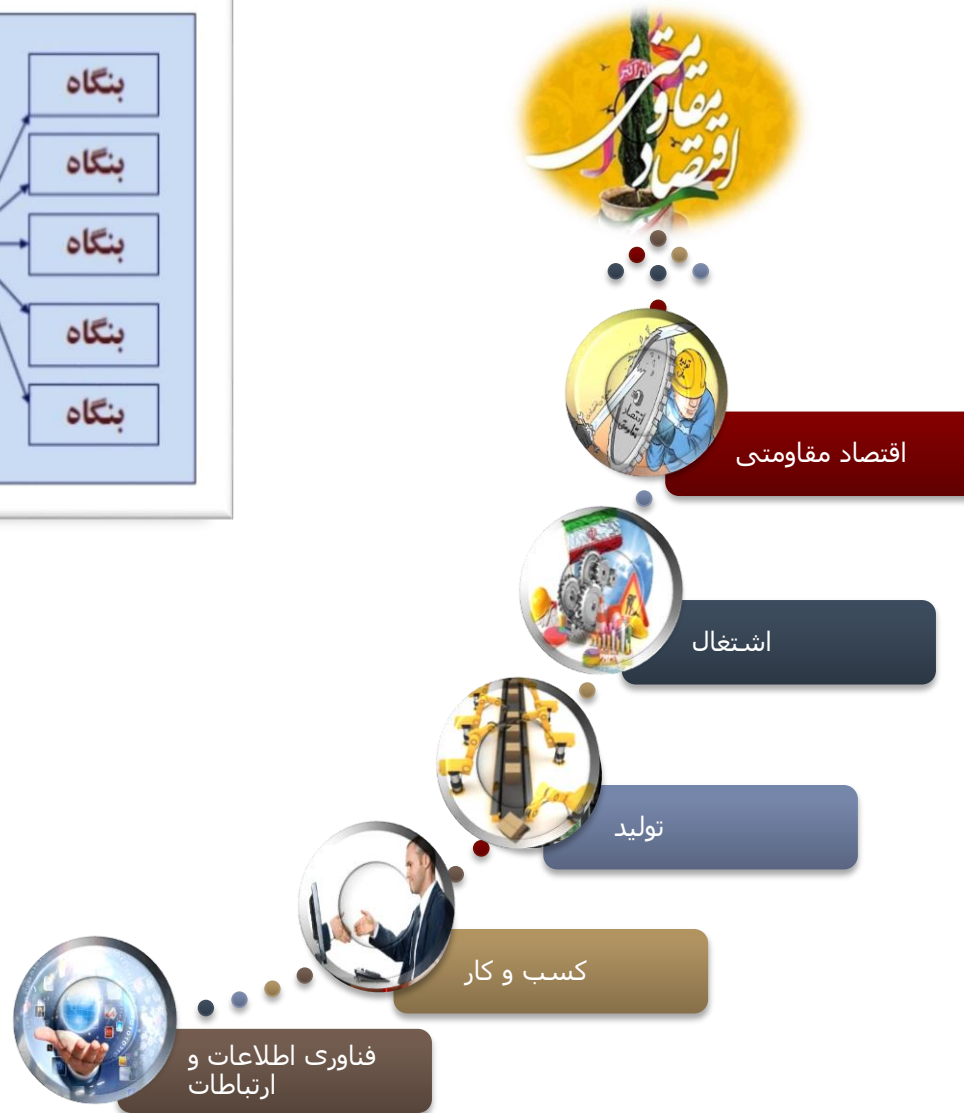 بنگاه
بنگاه
بنگاه
بنگاه
بنگاه
اقتصاد مقاومتی
اقتصاد مقاومتی
اشتغال
تولید
کسب و کار
فناوری اطلاعات و
ارتباطات